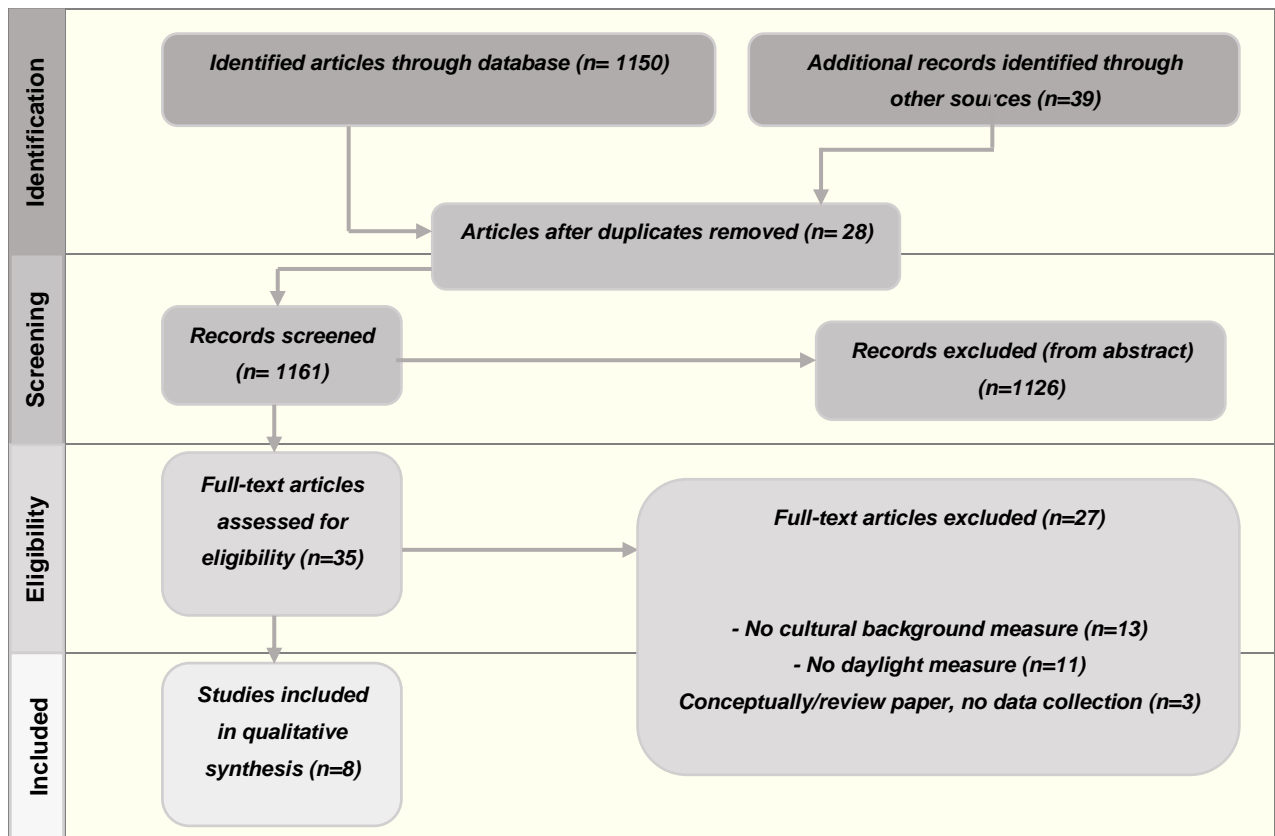 Identification
Identified articles through database (n= 1150)
Additional records identified through
other sources (n=39)
Articles after duplicates removed (n= 28)
Screening
Records screened
(n= 1161)
Records excluded (from abstract)
(n=1126)
Eligibility
Full-text articles
assessed for
eligibility (n=35)
Full-text articles excluded (n=27)
- No cultural background measure (n=13)
- No daylight measure (n=11)
Conceptually/review paper, no data collection (n=3)
Included
Studies included
in qualitative
synthesis (n=8)